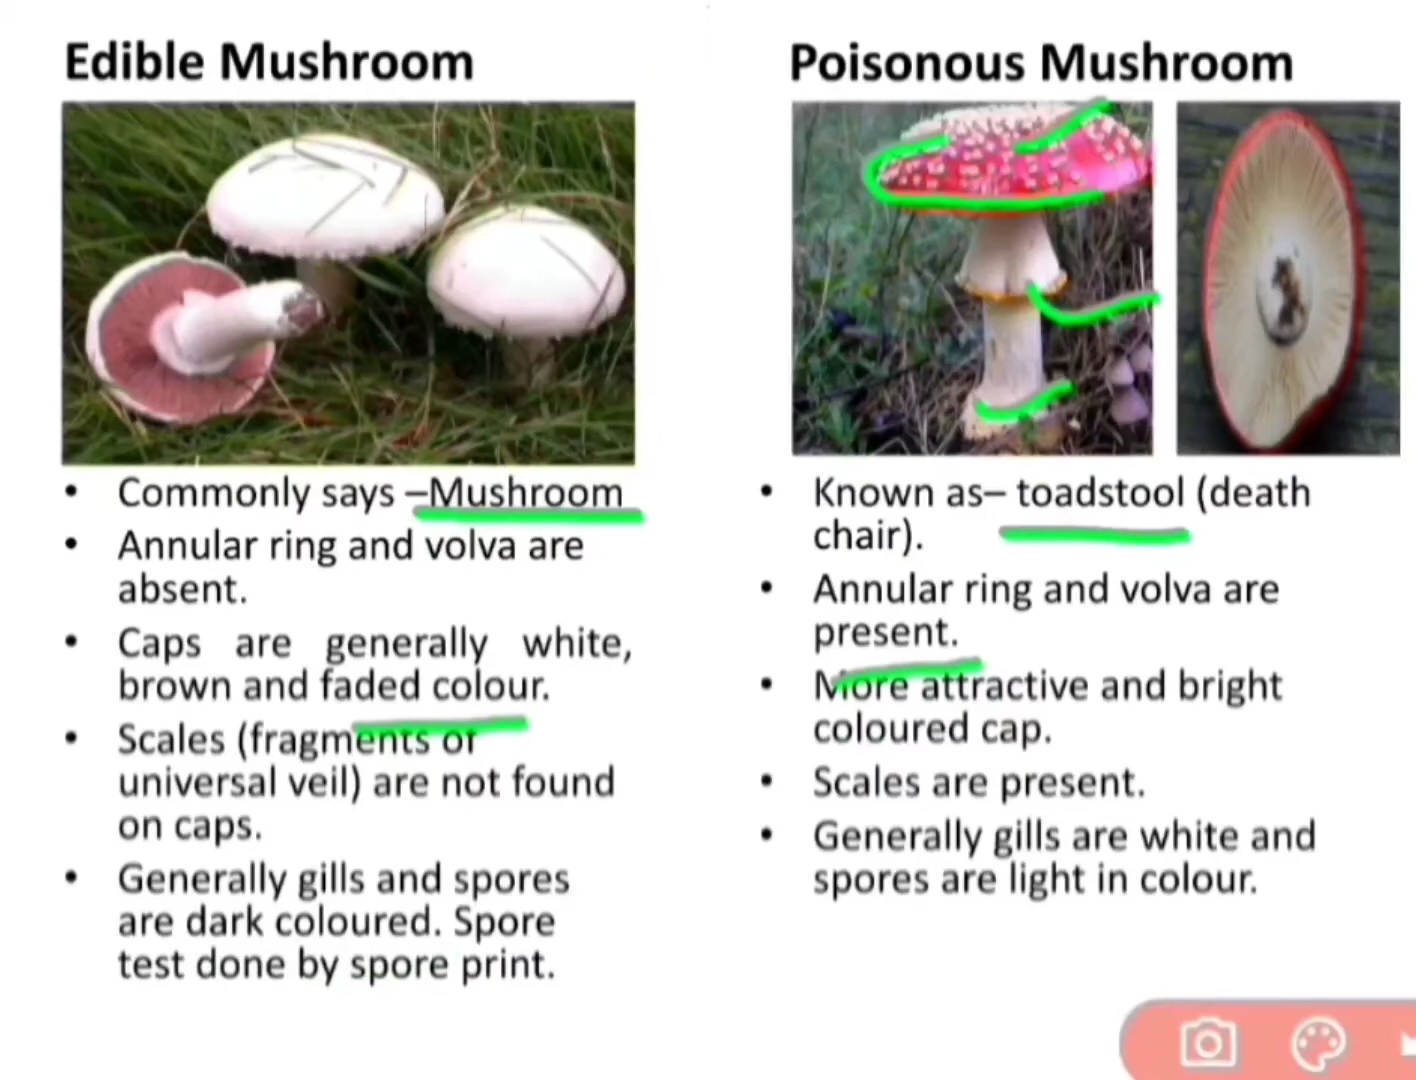 Edible Mushroom
• Commonly says –Mushroom
• Annular ring and volva are
absent.
• Caps are generally white,
brown and faded colour.
• Scales (fragments of
universal veil) are not found
on caps.
• Generally gills and spores
are dark coloured. Spore
test done by spore print.
Poisonous Mushroom
• Known as– toadstool (death
chair).
• Annular ring and volva are
present.
• More attractive and bright
coloured cap.
• Scales are present.
• Generally gills are white and
spores are light in colour.